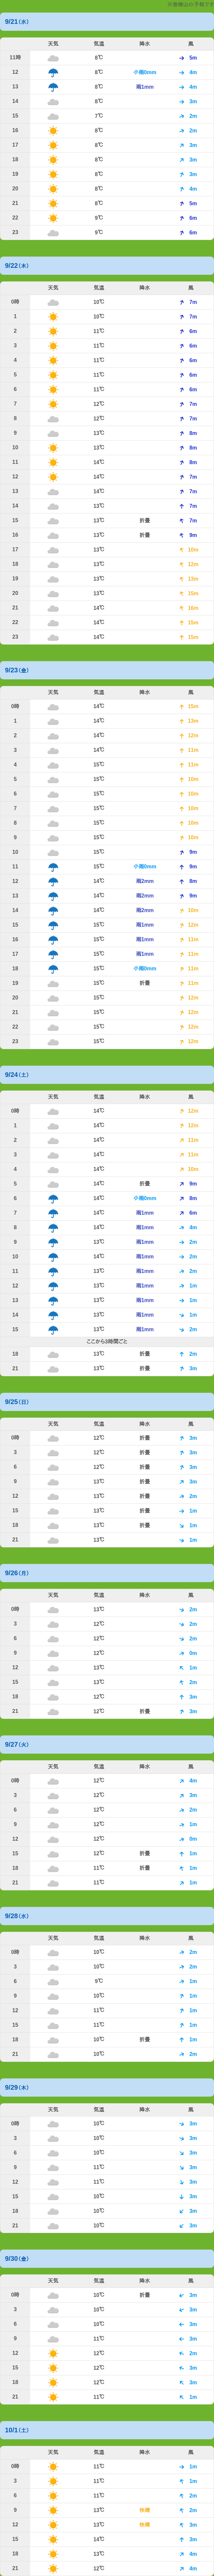 ※岩越山の予報です
9/21(水)
天気 気温 降水 風
11時 8℃ 5m
12 8℃ 小雨0mm 4m
13 8℃ 雨1mm 4m
14 8℃ 3m
15 7℃ 2m
16 8℃ 2m
17 8℃ 3m
18 8℃ 3m
19 8℃ 3m
20 8℃ 4m
21 8℃ 5m
22 9℃ 6m
23 9℃ 6m
9/22(木)
天気 気温 降水 風
0時 10℃ 7m
1 10℃ 7m
2 11℃ 6m
3 11℃ 6m
4 11℃ 6m
5 11℃ 6m
6 11℃ 6m
7 12℃ 7m
8 12℃ 7m
9 13℃ 8m
10 13℃ 8m
11 14℃ 8m
12 14℃ 7m
13 14℃ 7m
14 13℃ 7m
15 13℃ 折畳 7m
16 13℃ 折畳 9m
17 13℃ 10m
18 13℃ 12m
19 13℃ 13m
20 13℃ 15m
21 14℃ 16m
22 14℃ 15m
23 14℃ 15m
9/23(金)
天気 気温 降水 風
0時 14℃ 15m
1 14℃ 13m
2 14℃ 12m
3 14℃ 11m
4 15℃ 11m
5 15℃ 10m
6 15℃ 10m
7 15℃ 10m
8 15℃ 10m
9 15℃ 10m
10 15℃ 9m
11 15℃ 小雨0mm 9m
12 15℃ 雨2mm 8m
13 15℃ 雨2mm 9m
14 15℃ 雨2mm 10m
15 15℃ 雨1mm 12m
16 15℃ 雨1mm 11m
17 15℃ 雨1mm 11m
18 15℃ 小雨0mm 11m
19 15℃ 折畳 11m
20 15℃ 12m
21 15℃ 12m
22 15℃ 12m
23 15℃ 12m
9/24(土)
天気 気温 降水 風
0時 14℃ 12m
1 14℃ 12m
2 14℃ 11m
3 14℃ 11m
4 14℃ 10m
5 14℃ 折畳 9m
6 14℃ 小雨0mm 8m
7 14℃ 雨1mm 6m
8 14℃ 雨1mm 4m
9 13℃ 雨1mm 2m
10 14℃ 雨1mm 2m
11 13℃ 雨1mm 2m
12 13℃ 雨1mm 1m
13 13℃ 雨1mm 1m
14 13℃ 雨1mm 1m
15 13℃ 雨1mm 2m
ここから3時間ごと
18 13℃ 折畳 2m
21 13℃ 折畳 3m
9/25(日)
天気 気温 降水 風
0時 12℃ 折畳 3m
3 12℃ 折畳 3m
6 12℃ 折畳 3m
9 13℃ 折畳 3m
12 13℃ 折畳 2m
15 13℃ 折畳 1m
18 13℃ 折畳 1m
21 13℃ 1m
9/26(月)
天気 気温 降水 風
0時 13℃ 2m
3 12℃ 2m
6 12℃ 2m
9 12℃ 0m
12 13℃ 1m
15 13℃ 2m
18 12℃ 3m
21 12℃ 折畳 3m
9/27(火)
天気 気温 降水 風
0時 12℃ 4m
3 12℃ 3m
6 12℃ 2m
9 12℃ 1m
12 12℃ 0m
15 12℃ 折畳 1m
18 11℃ 折畳 1m
21 11℃ 1m
9/28(水)
天気 気温 降水 風
0時 10℃ 2m
3 10℃ 2m
6 9℃ 1m
9 10℃ 1m
12 11℃ 1m
15 11℃ 1m
18 10℃ 折畳 1m
21 10℃ 2m
9/29(木)
天気 気温 降水 風
0時 10℃ 3m
3 10℃ 3m
6 10℃ 3m
9 11℃ 3m
12 11℃ 3m
15 10℃ 3m
18 10℃ 3m
21 10℃ 3m
9/30(金)
天気 気温 降水 風
0時 10℃ 折畳 3m
3 10℃ 3m
6 10℃ 3m
9 11℃ 3m
12 12℃ 2m
15 12℃ 3m
18 12℃ 3m
21 11℃ 1m
10/1(土)
天気 気温 降水 風
0時 11℃ 1m
3 11℃ 1m
6 11℃ 2m
9 13℃ 快晴 2m
12 13℃ 快晴 3m
15 14℃ 3m
18 13℃ 4m
21 12℃ 4m